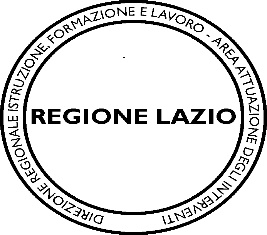 DIREZIONE REGIONALE ISTRUZIONE, FORMAZIONE E LAVORO - AREA ATTUAZIONE DEGLI INTERVENTI
REGIONE LAZIO